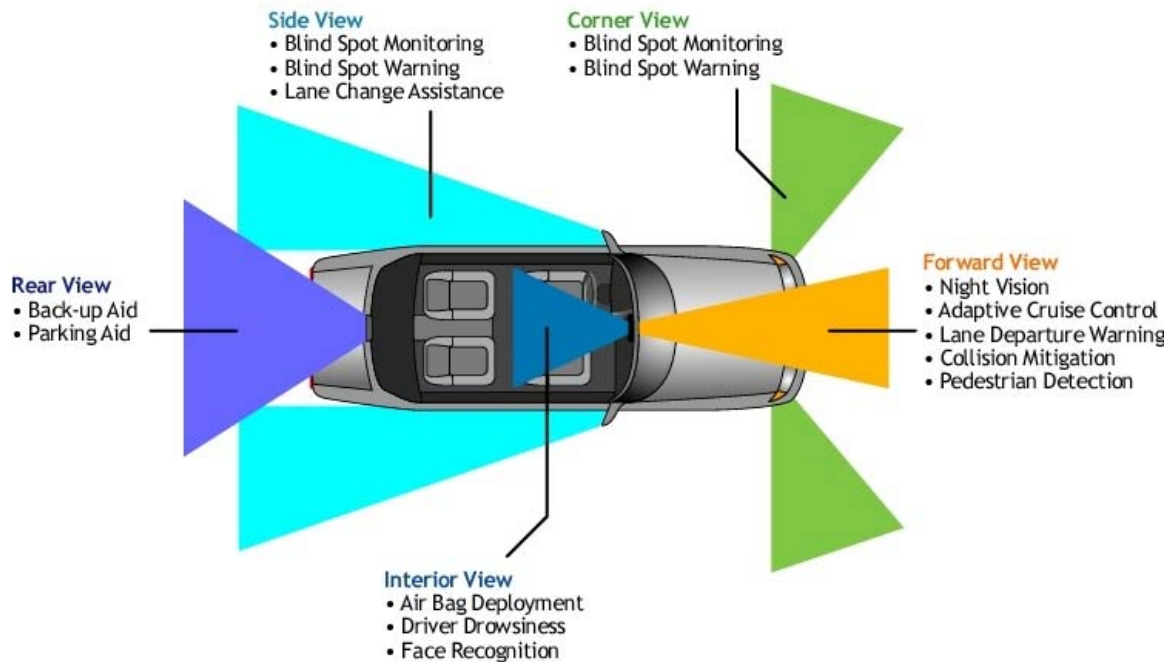 Side View
• Blind Spot Monitoring
• Blind Spot Warning
• Lane Change Assistance
Corner View
• Blind Spot Monitoring
• Blind Spot Warning
Rear View
• Back-up Aid
• Parking Aid
Forward View
• Night Vision
• Adaptive Cruise Control
• Lane Departure Warning
• Collision Mitigation
• Pedestrian Detection
Interior View
• Air Bag Deployment
• Driver Drowsiness
• Face Recognition